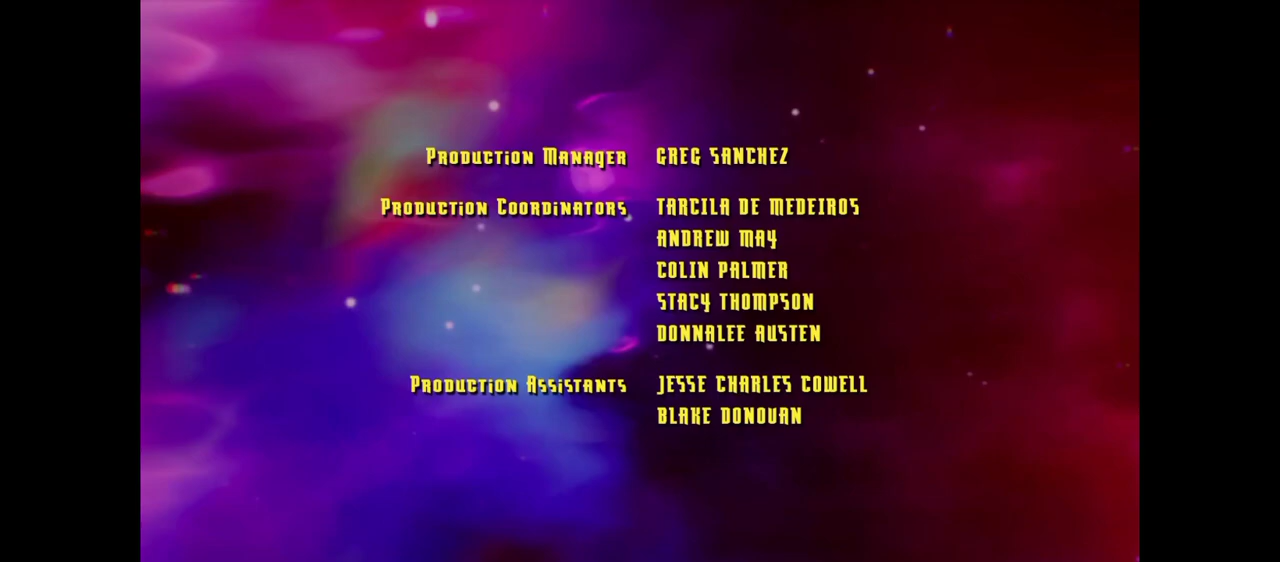 Production Manager GREG SANCHEZ
Production Coordinators TARCILA DE MEDEIROS
ANDREW MAY
COLIN PALMER
STACY THOMPSON
DONNALEE AUSTEN
Production Assistants JESSE CHARLES COWELL
BLAKE DONOVAN